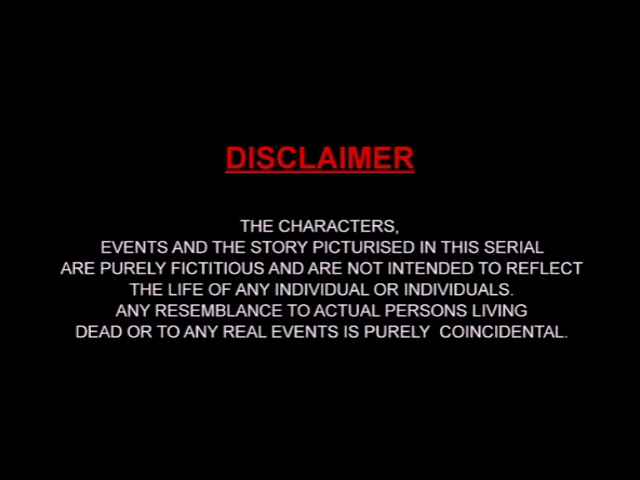 DISCLAIMER
THE CHARACTERS,
EVENTS AND THE STORY PICTURISED IN THIS SERIAL
ARE PURELY FICTITIOUS AND ARE NOT INTENDED TO REFLECT
THE LIFE OF ANY INDIVIDUAL OR INDIVIDUALS.
ANY RESEMBLANCE TO ACTUAL PERSONS LIVING
DEAD OR TO ANY REAL EVENTS IS PURELY  COINCIDENTAL.